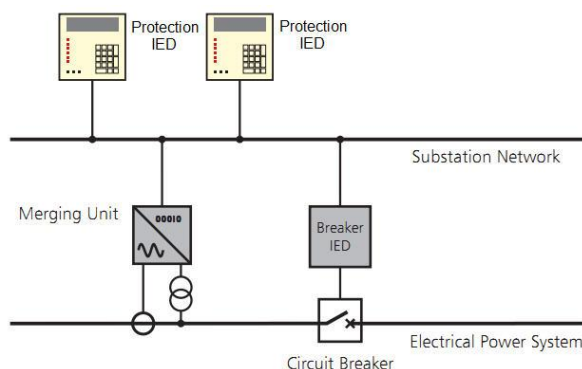 Protection
IED
Protection
IED
Substation Network
Merging Unit
00010
Breaker
IED
Electrical Power System
Circuit Breaker